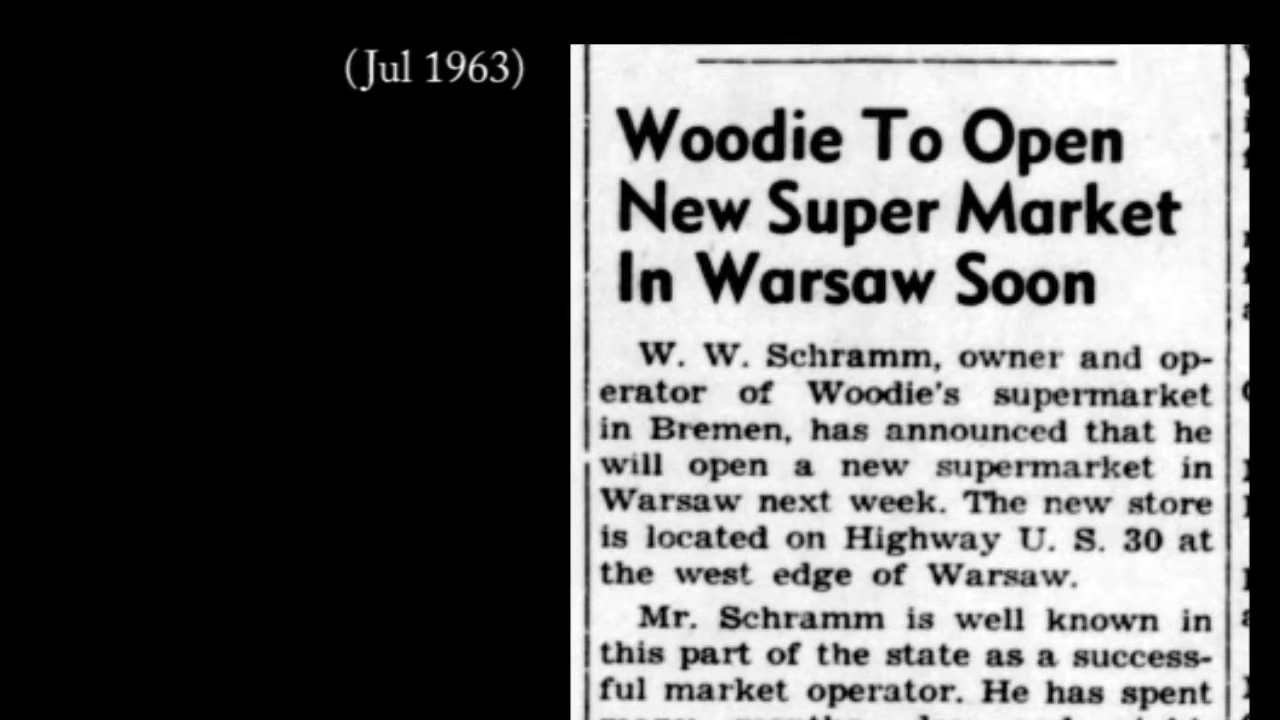 (Jul 1963)
Woodie To Open
New Super Market
In Warsaw Soon
W. W. Schramm, owner and op-
erator of Woodie's supermarket
in Bremen, has announced that he
will open a new supermarket in
Warsaw next week. The new store
is located on Highway U. S. 30 at
the west edge of Warsaw.
Mr. Schramm is well known in
this part of the state as a success-
ful market operator. He has spent